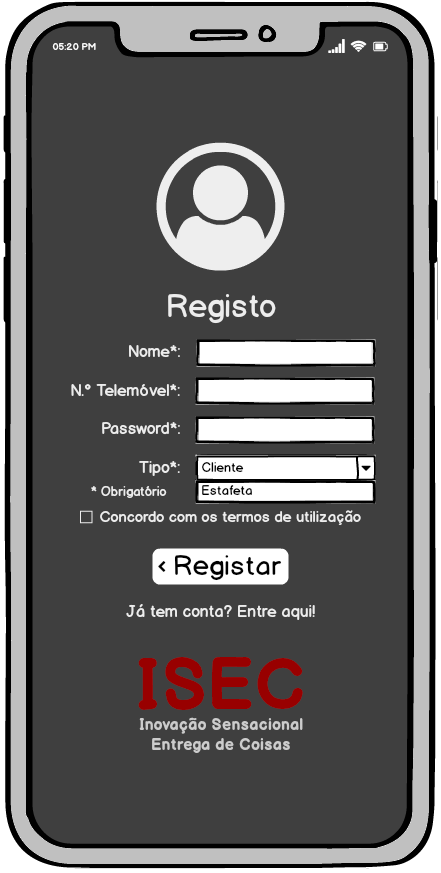 05:20 PM
Registo
Nome*:
N.º Telemóvel*:
Password*:
Tipo*: Cliente
* Obrigatório Estafeta
Concordo com os termos de utilização
< Registar
Já tem conta? Entre aqui!
ISEC
Inovação Sensacional
Entrega de Coisas